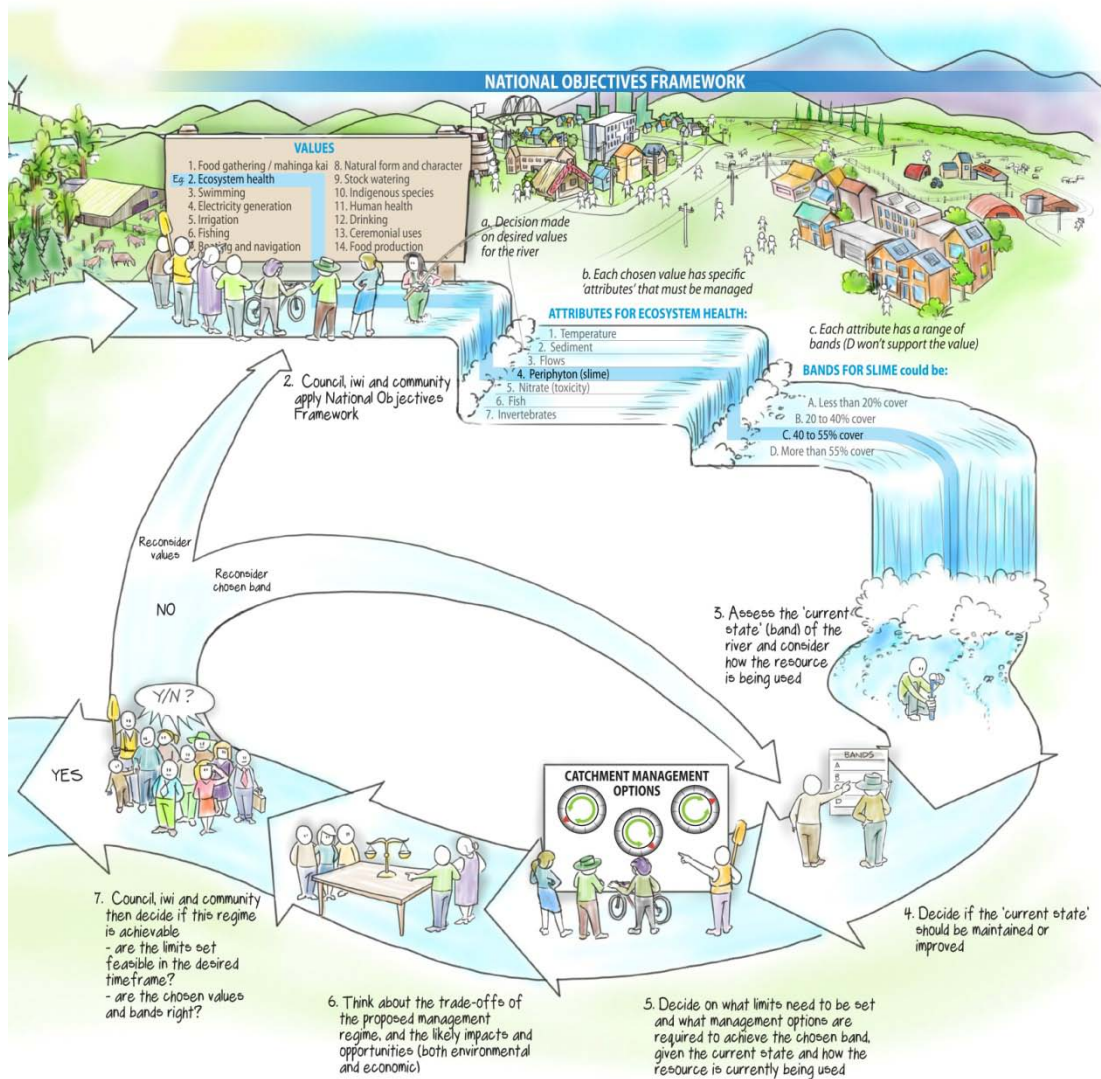 NATIONAL OBJECTIVES FRAMEWORK
VALUES
1. Food gathering / mahinga kai
Eg: 2. Ecosystem health
3. Swimming
4. Electricity generation
5. Irrigation
6. Fishing
7. Boating and navigation
8. Natural form and character
9. Stock watering
10. Indigenous species
11. Human health
12. Drinking
13. Ceremonial uses
14. Food production
a. Decision made
on desired values
for the river
b. Each chosen value has specific
'attributes' that must be managed
ATTRIBUTES FOR ECOSYSTEM HEALTH:
1. Temperature
2. Sediment
3. Flows
4. Periphyton (slime)
5. Nitrate (toxicity)
6. Fish
7. Invertebrates
c. Each attribute has a range of
bands (D won't support the value)
BANDS FOR SLIME could be:
A. Less than 20% cover
B. 20 to 40% cover
C. 40 to 55% cover
D. More than 55% cover
2. Council, iwi and community
apply National Objectives
Framework
Reconsider
values
Reconsider
chosen band
NO
3. Assess the 'current
state' (band) of the
river and consider
how the resource
is being used
Y/N?
YES
BANDS
A
B
D
CATCHMENT MANAGEMENT
OPTIONS
4. Decide if the 'current state'
should be maintained or
improved
5. Decide on what limits need to be set
and what management options are
required to achieve the chosen band,
given the current state and how the
resource is currently being used
6. Think about the trade-offs of
the proposed management
regime, and the likely impacts and
opportunities (both environmental
and economic)
7. Council, iwi and community
then decide if this regime
is achievable
- are the limits set
feasible in the desired
timeframe?
- are the chosen values
and bands right?